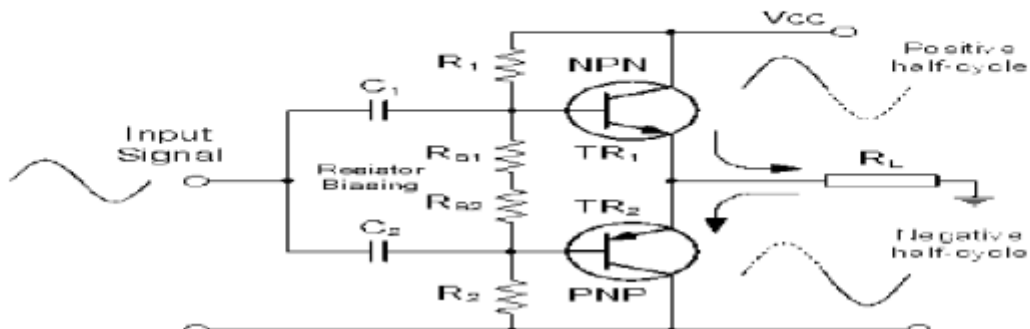 VCC
Positive
half-cycle
R1
NPN
C1
Input
Signal
TR1
RB1
Resistor
Biasing
RL
RB2
TR2
C2
Negative
half-cycle
R2
PNP